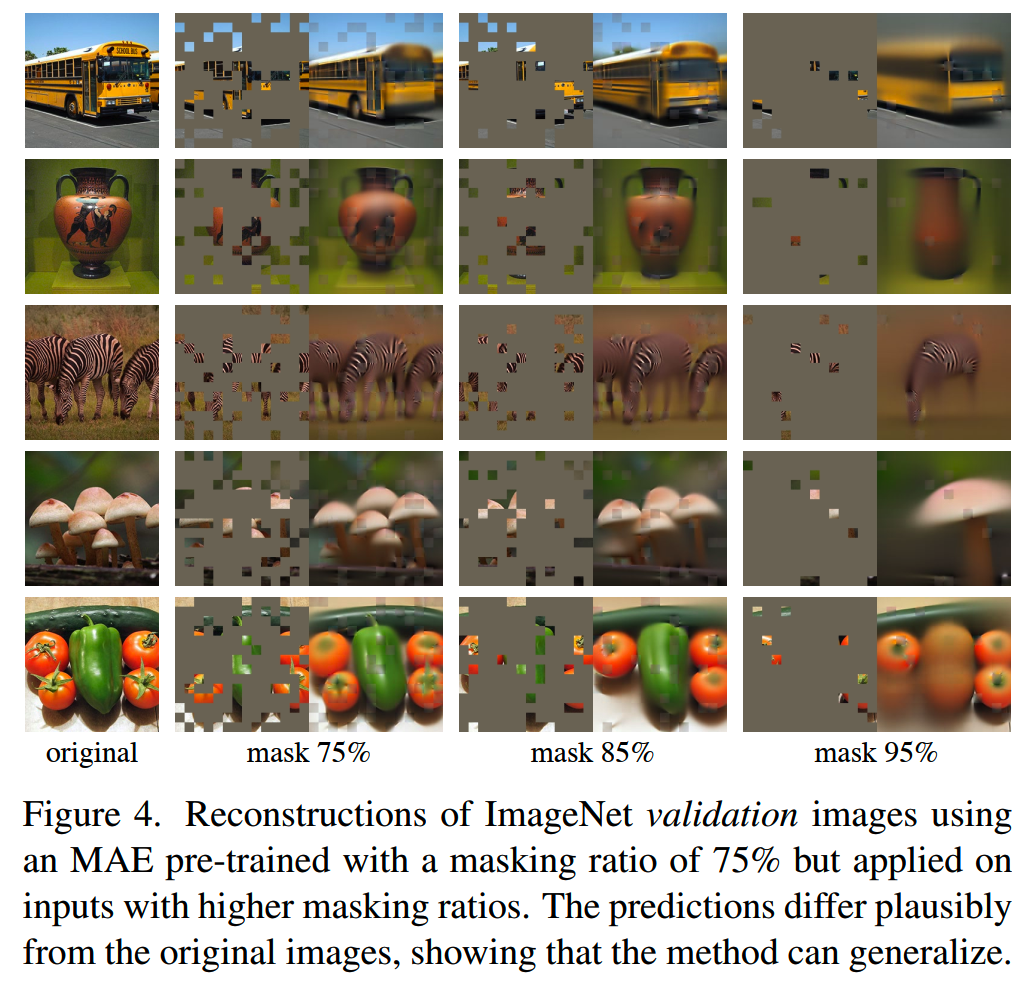 SCHOOL BUS
original
mask 75%
mask 85%
mask 95%
Figure 4. Reconstructions of ImageNet validation images using
an MAE pre-trained with a masking ratio of 75% but applied on
inputs with higher masking ratios. The predictions differ plausibly
from the original images, showing that the method can generalize.